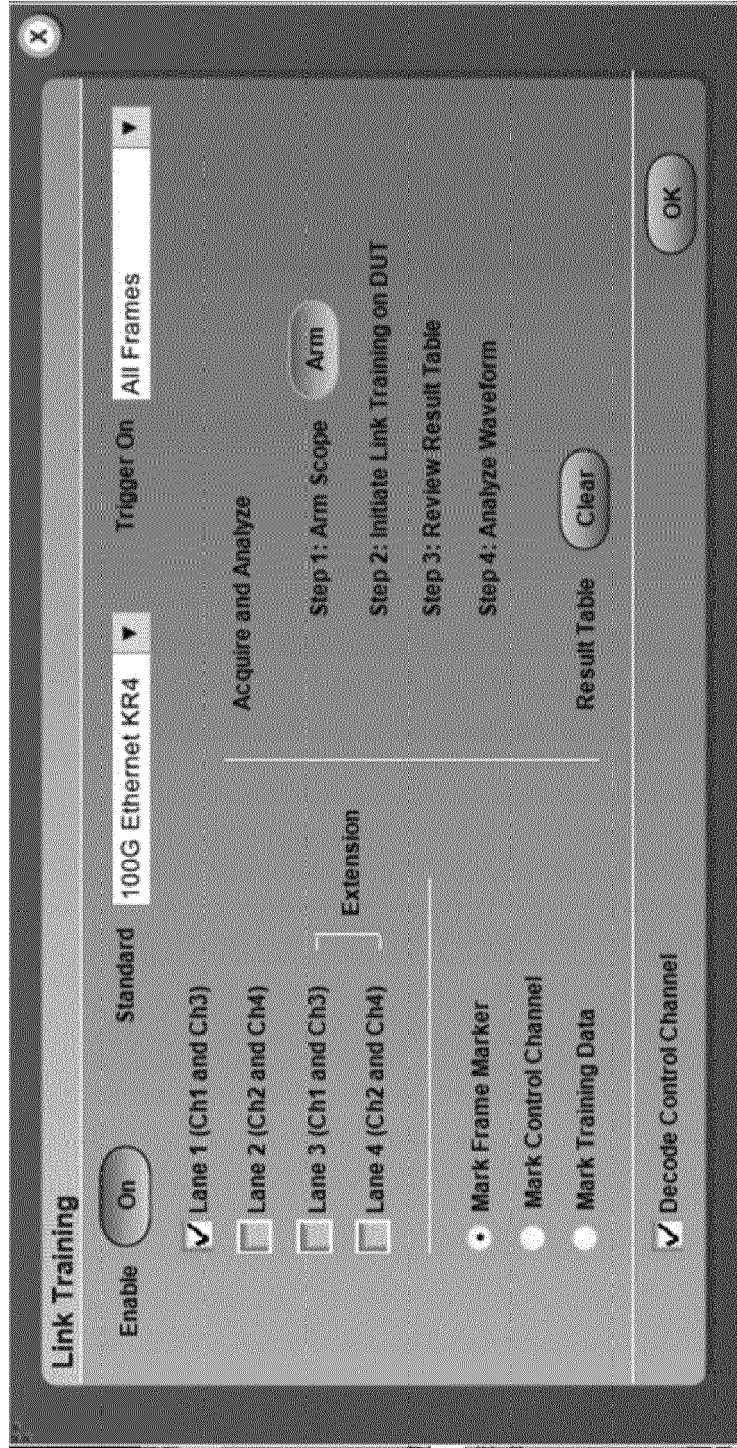 Link Training
X
Enable On Standard 100G Ethernet KR4 Trigger On All Frames
Lane 1 (Ch1 and Ch3)
Lane 2 (Ch2 and Ch4)
Lane 3 (Ch1 and Ch3)
Lane 4 (Ch2 and Ch4)
Extension
Mark Frame Marker
Mark Control Channel
Mark Training Data
Acquire and Analyze
Step 1: Arm Scope Arm
Step 2: Initiate Link Training on DUT
Step 3: Review Result Table
Step 4: Analyze Waveform
Result Table Clear
Decode Control Channel
OK